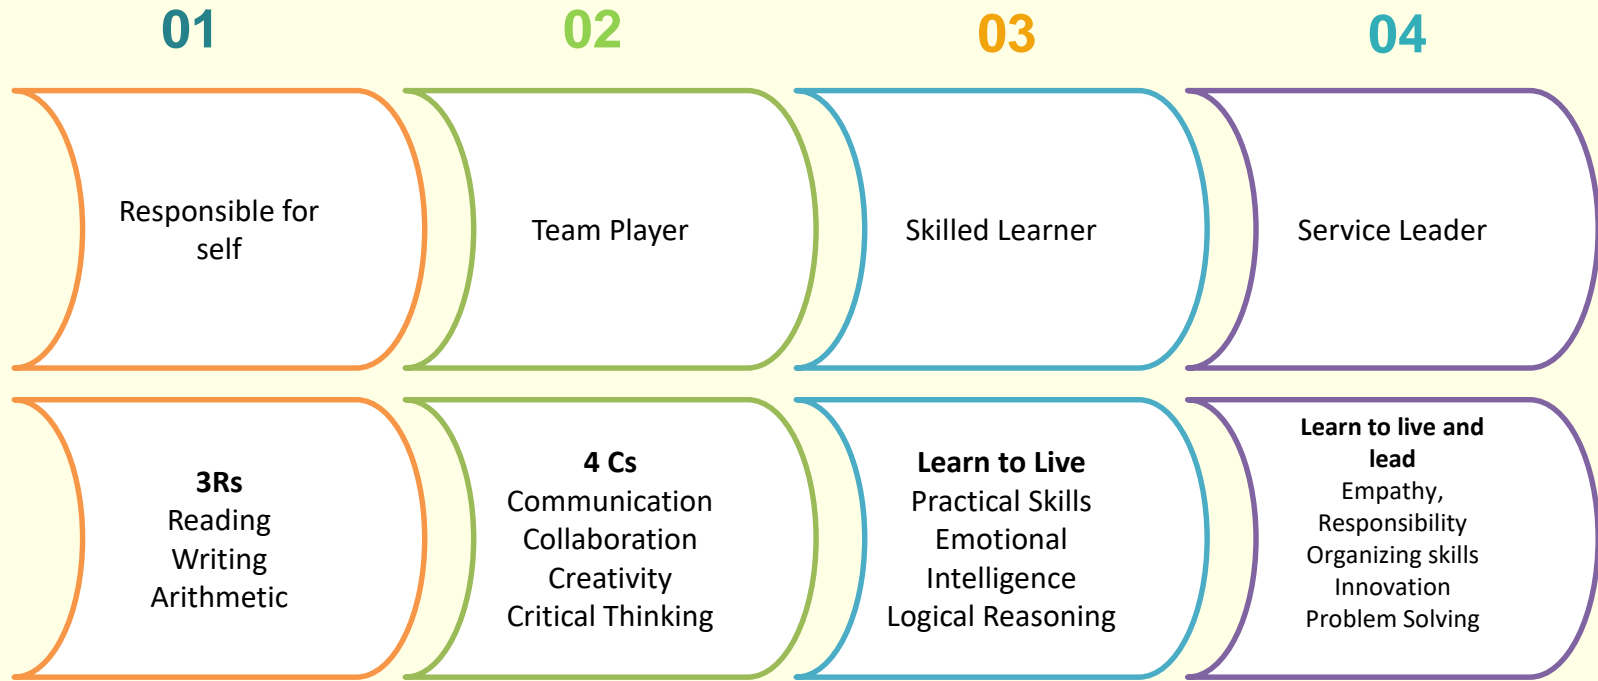 01
02
03
04
Responsible for
self
Team Player
Skilled Learner
Service Leader
3Rs
Reading
Writing
Arithmetic
4 Cs
Communication
Collaboration
Creativity
Critical Thinking
Learn to Live
Practical Skills
Emotional
Intelligence
Logical Reasoning
Learn to live and
lead
Empathy,
Responsibility
Organizing skills
Innovation
Problem Solving